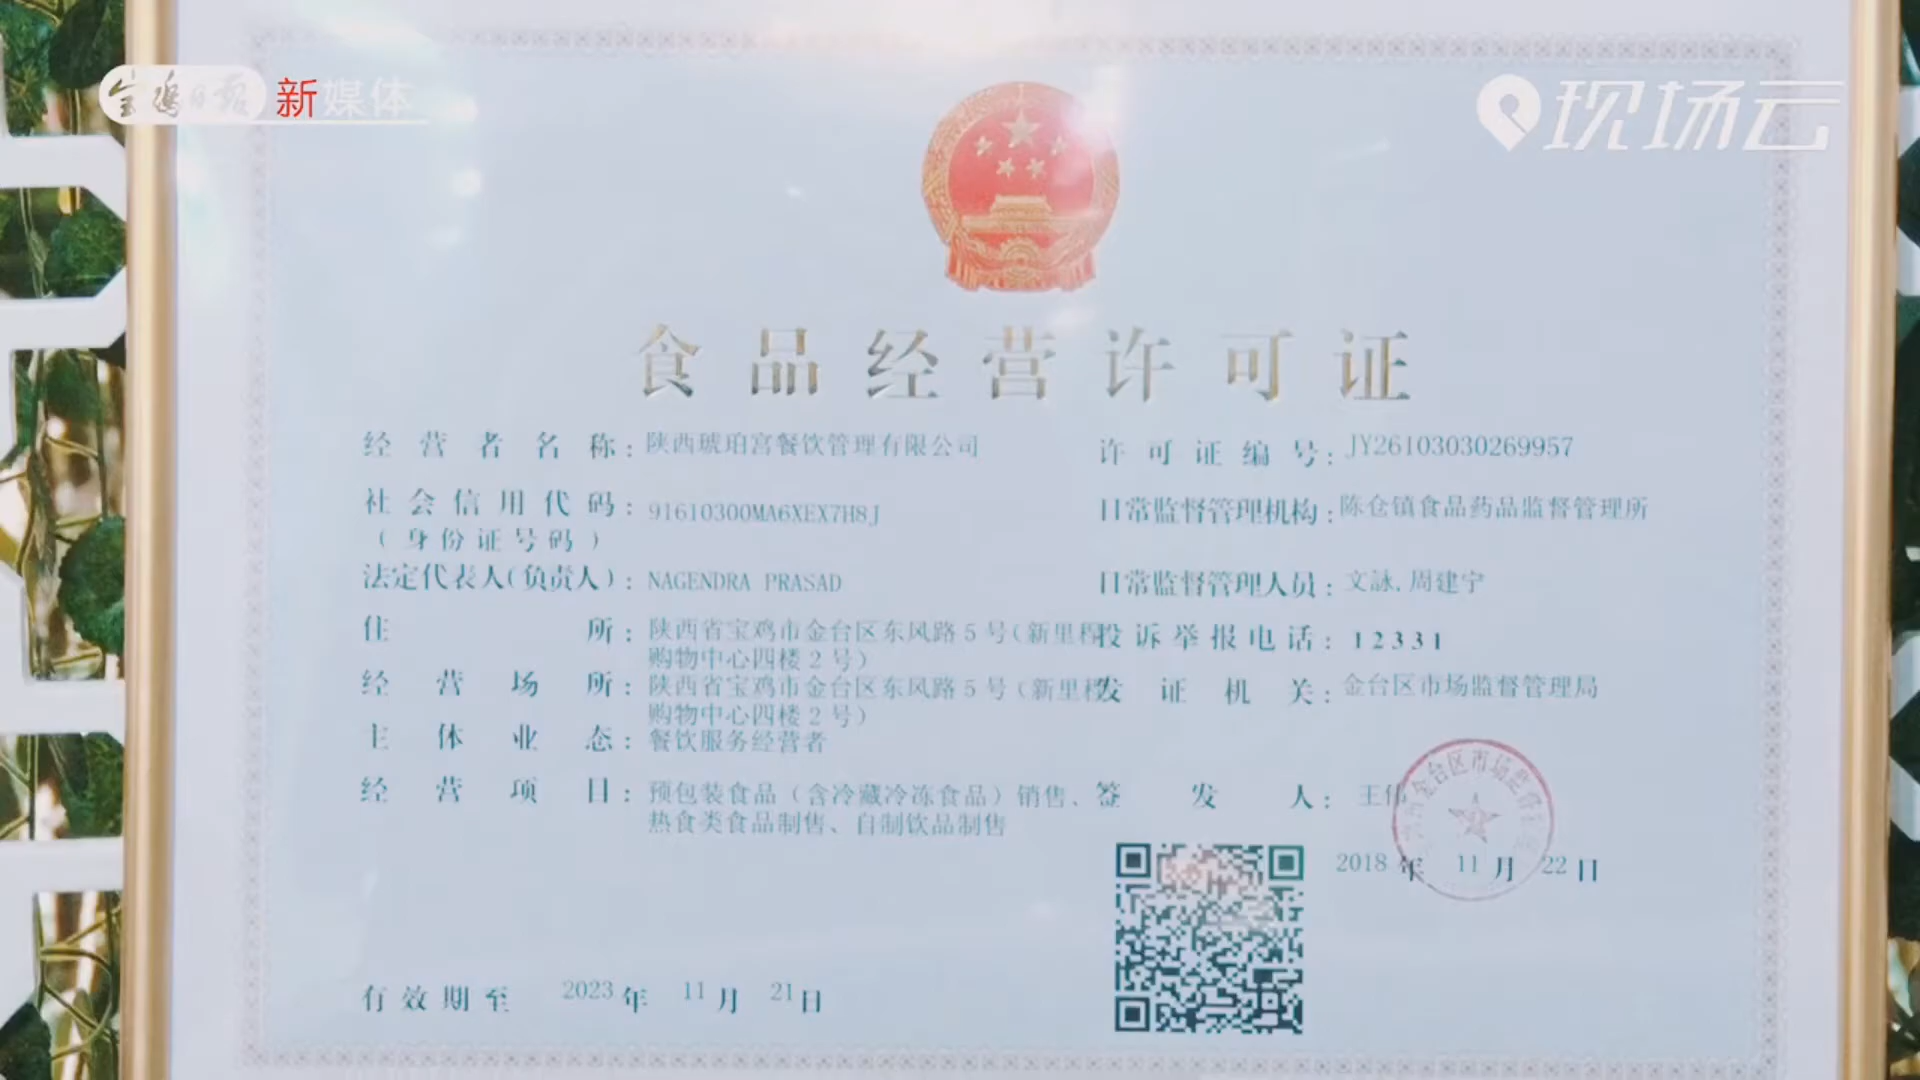 宝鸡日报 新媒体
现场云
食品经营许可证
经营者名称：陕西琥珀宫餐饮管理有限公司
社会信用代码：91610300MA6XEX7H8J
（身份证号码）
法定代表人(负责人)：NAGENDRA PRASAD
住所：陕西省宝鸡市金台区东风路5号(新里程
购物中心四楼2号)
经营场所：陕西省宝鸡市金台区东风路5号(新里程
购物中心四楼2号)
主体业态：餐饮服务经营者
经营项目：预包装食品（含冷藏冷冻食品）销售、
热食类食品制售、自制饮品制售
有效期至 2023年 11月 21日
许可证编号：JY26103030269957
日常监督管理机构：陈仓镇食品药品监督管理所
日常监督管理人员：文詠,周建宁
投诉举报电话：12331
发证机关：金台区市场监督管理局
签发人：王伟
金台区市场监督
2018年 11月 22日